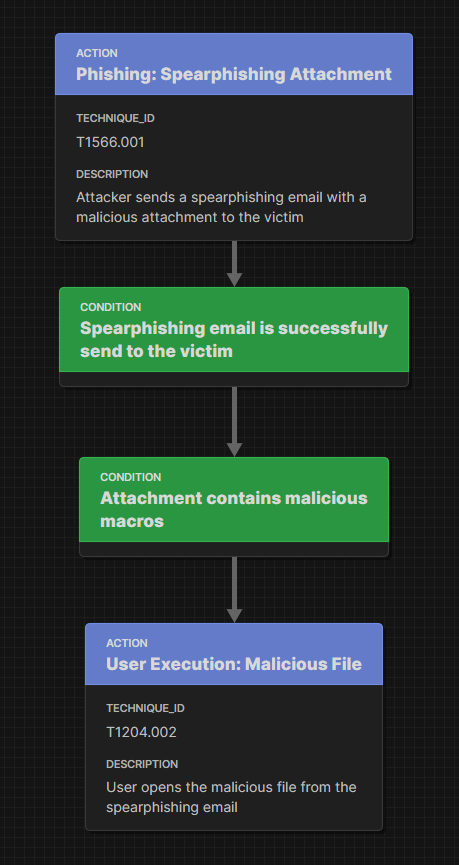 ACTION
Phishing: Spearphishing Attachment
TECHNIQUE_ID
T1566.001
DESCRIPTION
Attacker sends a spearphishing email with a
malicious attachment to the victim
CONDITION
Spearphishing email is successfully
send to the victim
CONDITION
Attachment contains malicious
macros
ACTION
User Execution: Malicious File
TECHNIQUE_ID
T1204.002
DESCRIPTION
User opens the malicious file from the
spearphishing email